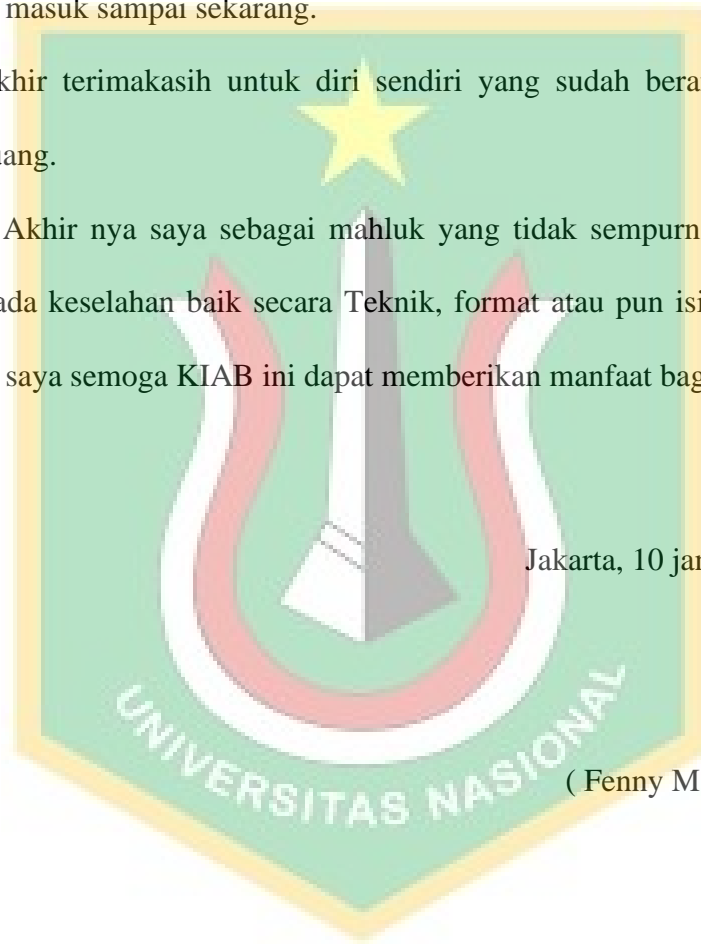 masuk sampai sekarang.
khir terimakasih untuk diri sendiri yang sudah bera
uang.
Akhir nya saya sebagai mahluk yang tidak sempurn
ada keselahan baik secara Teknik, format atau pun isi
saya semoga KIAB ini dapat memberikan manfaat bag
Jakarta, 10 jan
( Fenny M
UNIVERSITAS NASIONAL